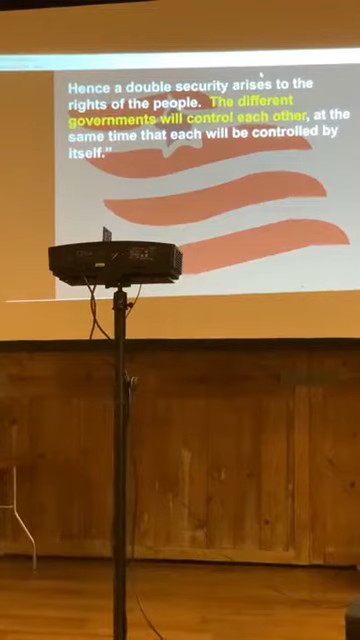 Hence a double security arises to the
rights of the people. The different
governments will control each other, at the
same time that each will be controlled by
itself."